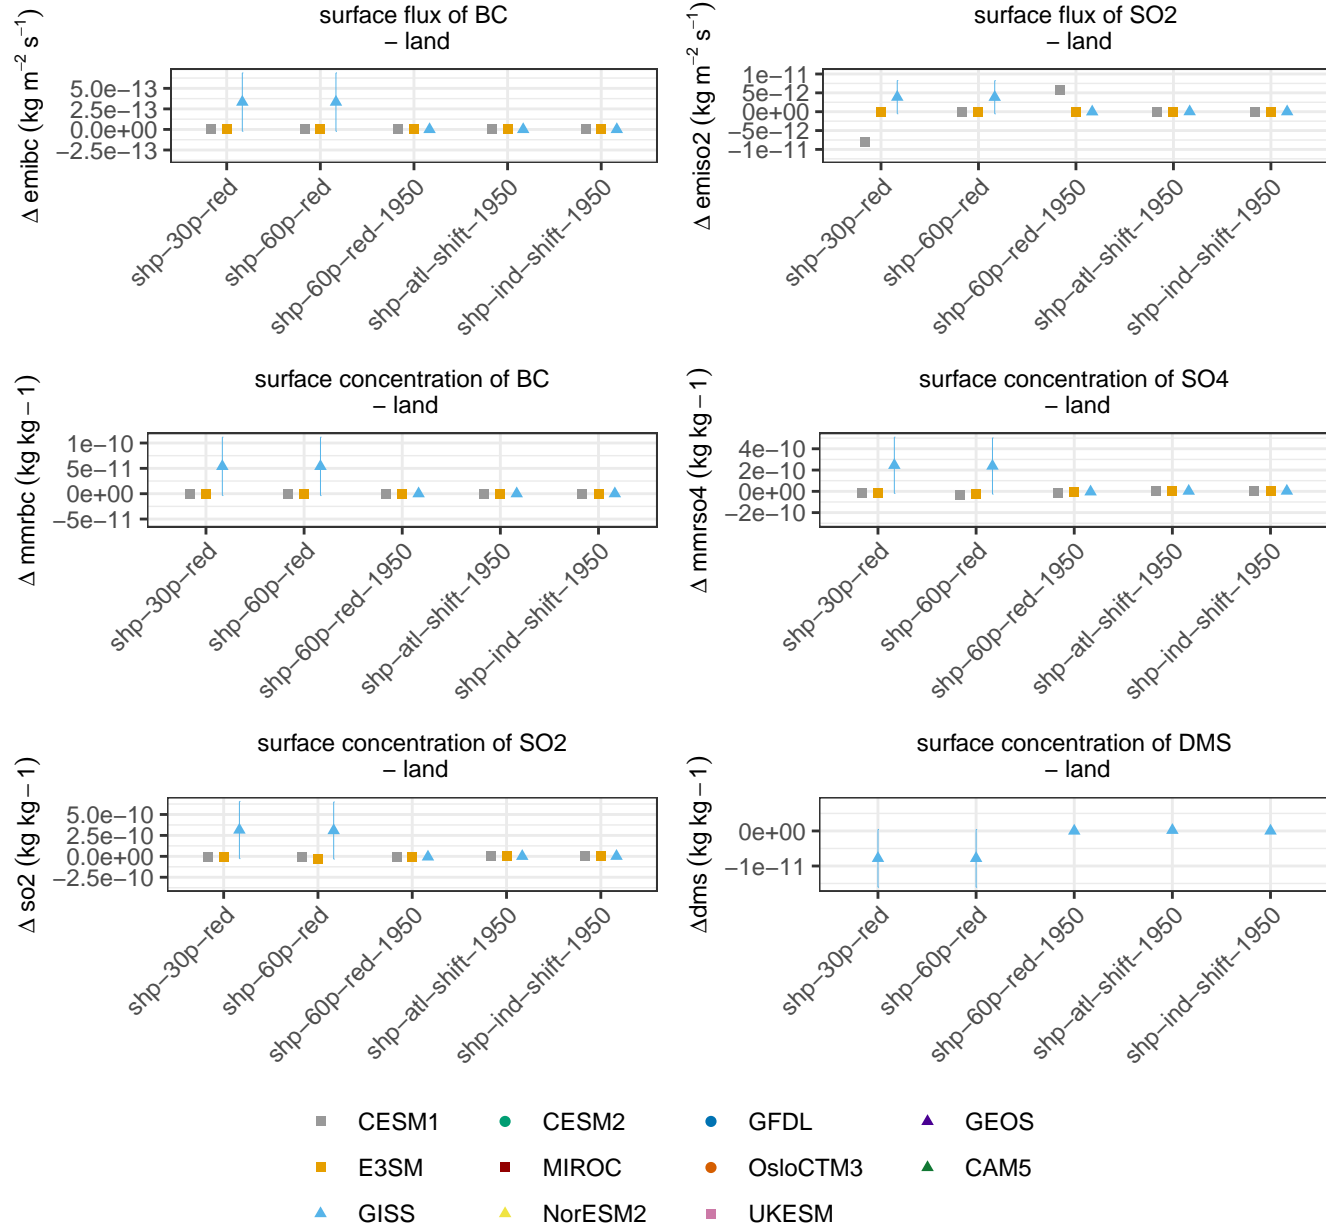 surface flux of BC
– land
Δ emibc (kg m⁻² s⁻¹)
5.0e−13
2.5e−13
0.0e+00
−2.5e−13
shp−30p−red
shp−60p−red
shp−60p−red−1950
shp−atl−shift−1950
shp−ind−shift−1950
surface flux of SO2
– land
Δ emiso2 (kg m⁻² s⁻¹)
1e−11
5e−12
0e+00
−5e−12
−1e−11
shp−30p−red
shp−60p−red
shp−60p−red−1950
shp−atl−shift−1950
shp−ind−shift−1950
surface concentration of BC
– land
Δ mmrbc (kg kg − 1)
1e−10
5e−11
0e+00
−5e−11
shp−30p−red
shp−60p−red
shp−60p−red−1950
shp−atl−shift−1950
shp−ind−shift−1950
surface concentration of SO4
– land
Δ mmrso4 (kg kg − 1)
4e−10
2e−10
0e+00
−2e−10
shp−30p−red
shp−60p−red
shp−60p−red−1950
shp−atl−shift−1950
shp−ind−shift−1950
surface concentration of SO2
– land
Δ so2 (kg kg − 1)
5.0e−10
2.5e−10
0.0e+00
−2.5e−10
shp−30p−red
shp−60p−red
shp−60p−red−1950
shp−atl−shift−1950
shp−ind−shift−1950
surface concentration of DMS
– land
Δdms (kg kg − 1)
0e+00
−1e−11
shp−30p−red
shp−60p−red
shp−60p−red−1950
shp−atl−shift−1950
shp−ind−shift−1950
CESM1 CESM2 GFDL GEOS
E3SM MIROC OsloCTM3 CAM5
GISS NorESM2 UKESM